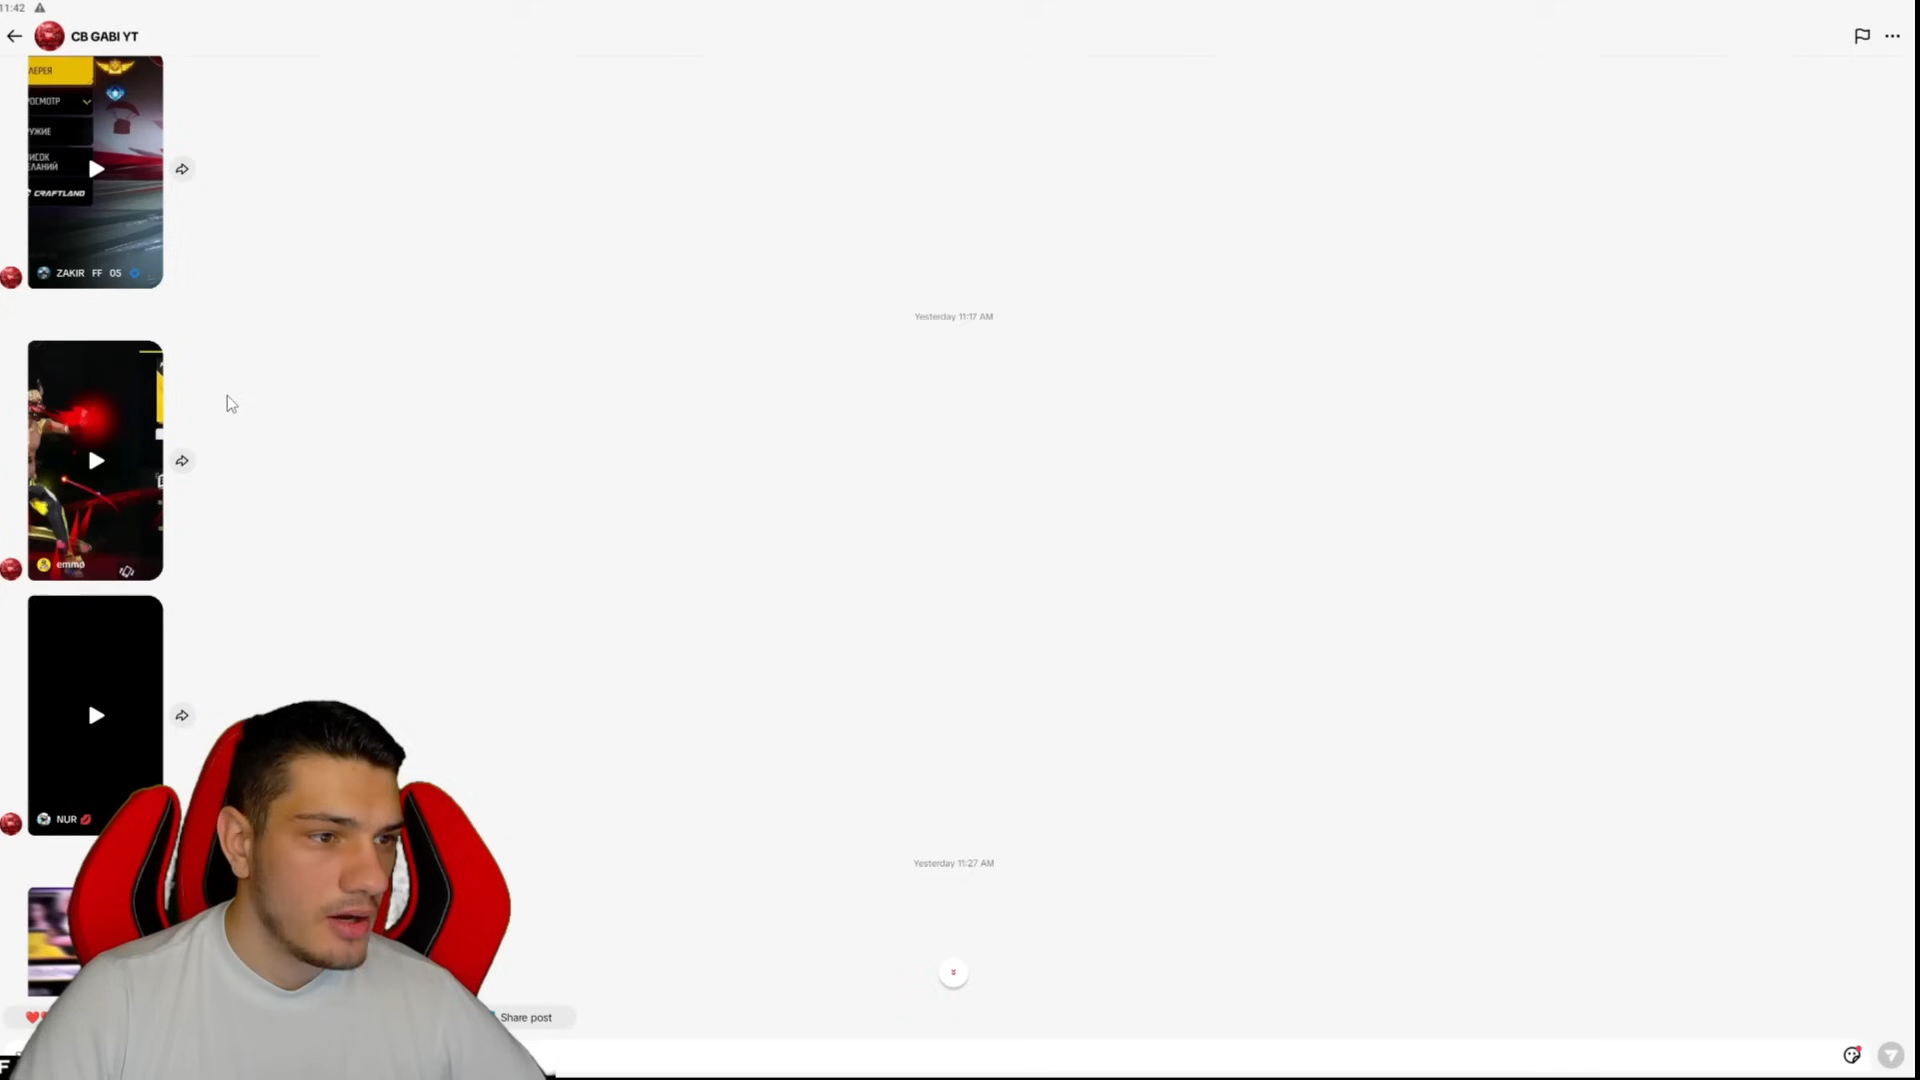 11:42
CB GABI YT
ЛЕРЕЯ
РОСМОТР
УЖИЕ
ИСОК
ЕЛАНИЙ
CRAFTLAND
ZAKIR FF 05
Yesterday 11:17 AM
emmo
NUR
Yesterday 11:27 AM
Share post
F